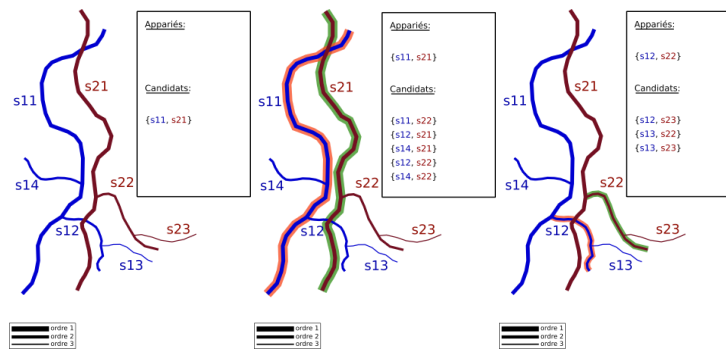 Appariés:
Candidats:
{s11, s21}
s11
s21
s14
s22
s12
s23
s13
ordre 1
ordre 2
ordre 3
Appariés:
{s11, s21}
Candidats:
{s11, s22}
{s12, s21}
{s14, s21}
{s12, s22}
{s14, s22}
s11
s21
s14
s22
s12
s23
s13
ordre 1
ordre 2
ordre 3
Appariés:
{s12, s22}
Candidats:
{s12, s23}
{s13, s22}
{s13, s23}
s11
s21
s14
s22
s12
s23
s13
ordre 1
ordre 2
ordre 3